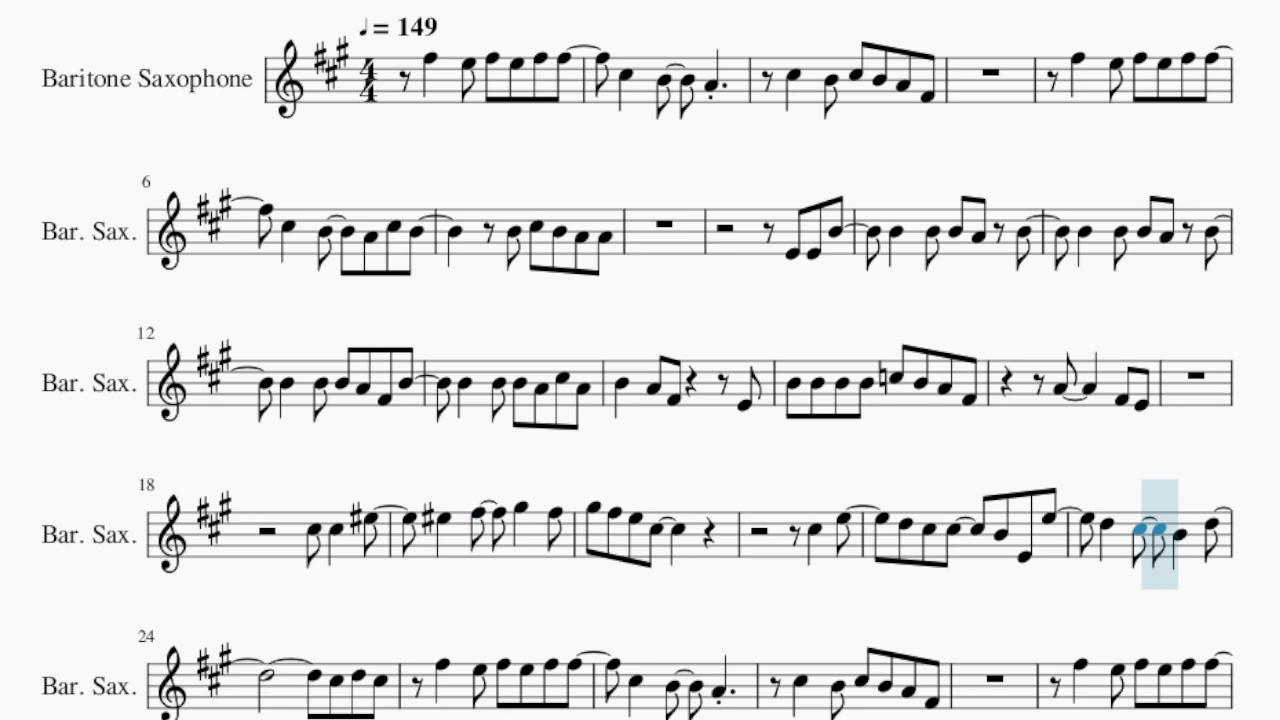 ♩= 149
Baritone Saxophone
4
4
6
Bar. Sax.
12
Bar. Sax.
18
Bar. Sax.
24
Bar. Sax.